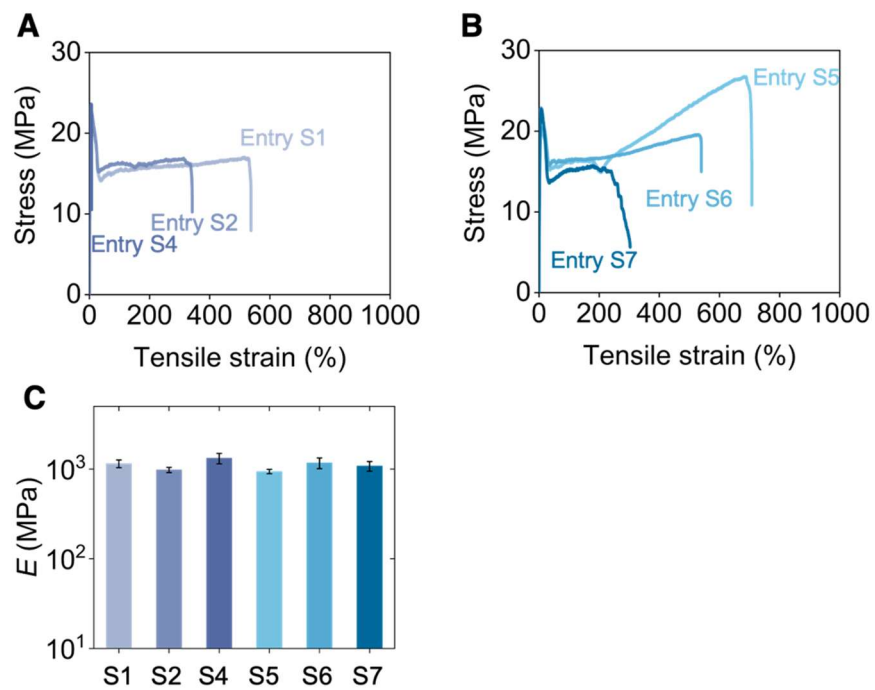 A
30
20
10
0
Stress (MPa)
Entry S1
Entry S2
Entry S4
0 200 400 600 800 1000
Tensile strain (%)
B
30
20
10
0
Stress (MPa)
Entry S5
Entry S6
Entry S7
0 200 400 600 800 1000
Tensile strain (%)
C
10³
10²
10¹
E (MPa)
S1 S2 S4 S5 S6 S7